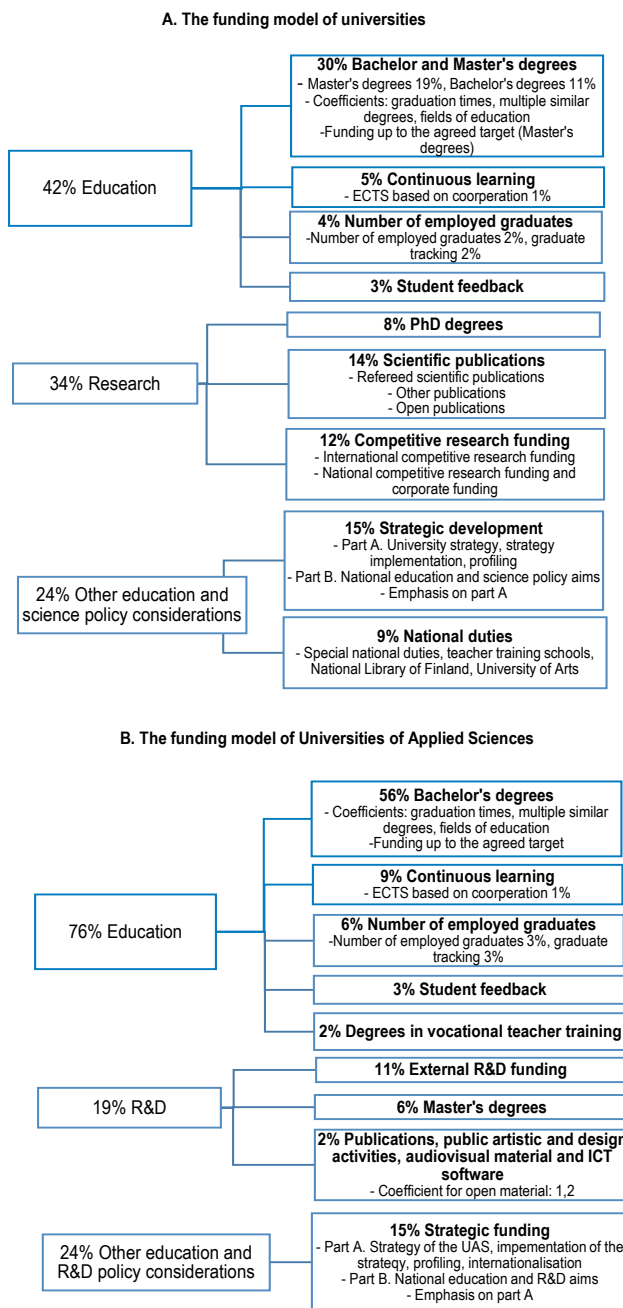 A. The funding model of universities
30% Bachelor and Master's degrees
- Master's degrees 19%, Bachelor's degrees 11%
- Coefficients: graduation times, multiple similar
degrees, fields of education
-Funding up to the agreed target (Master's
degrees)
42% Education
5% Continuous learning
- ECTS based on coorperation 1%
4% Number of employed graduates
-Number of employed graduates 2%, graduate
tracking 2%
3% Student feedback
8% PhD degrees
34% Research
14% Scientific publications
- Refereed scientific publications
- Other publications
- Open publications
12% Competitive research funding
- International competitive research funding
- National competitive research funding and
corporate funding
24% Other education and
science policy considerations
15% Strategic development
- Part A. University strategy, strategy
implementation, profiling
- Part B. National education and science policy aims
- Emphasis on part A
9% National duties
- Special national duties, teacher training schools,
National Library of Finland, University of Arts
B. The funding model of Universities of Applied Sciences
56% Bachelor's degrees
- Coefficients: graduation times, multiple similar
degrees, fields of education
-Funding up to the agreed target
76% Education
9% Continuous learning
- ECTS based on coorperation 1%
6% Number of employed graduates
-Number of employed graduates 3%, graduate
tracking 3%
3% Student feedback
2% Degrees in vocational teacher training
19% R&D
11% External R&D funding
6% Master's degrees
2% Publications, public artistic and design
activities, audiovisual material and ICT
software
- Coefficient for open material: 1,2
24% Other education and
R&D policy considerations
15% Strategic funding
- Part A. Strategy of the UAS, impementation of the
strategy, profiling, internationalisation
- Part B. National education and R&D aims
- Emphasis on part A